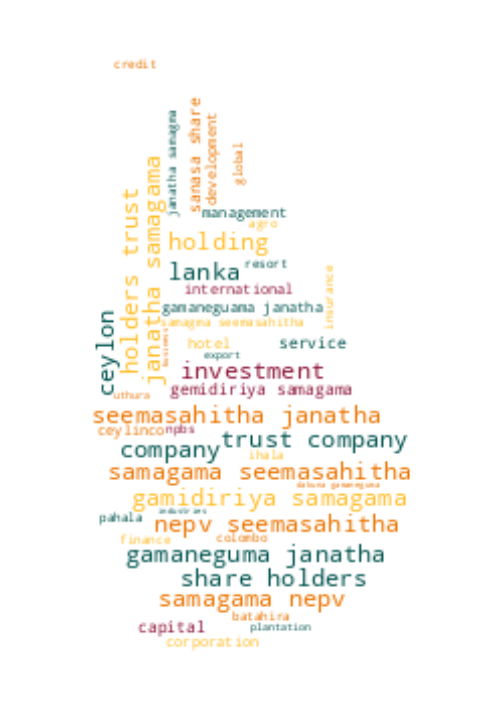 credit
janatha samagma
sanasa share
development
global
holders trust
janatha samagama
management
agro
holding
lanka
resort
international
insurance
gamaneguama janatha
samagma seemasahitha
ceylon
business
hotel
service
export
investment
gemidiriya samagama
uthura
seemasahitha janatha
ceylinco
npbs
trust company
company
ihala
samagama seemasahitha
dakuna gamaneguma
gamidiriya samagama
industries
pahala
nepv seemasahitha
finance
colombo
gamaneguma janatha
share holders
samagama nepv
batahira
capital
plantation
corporation